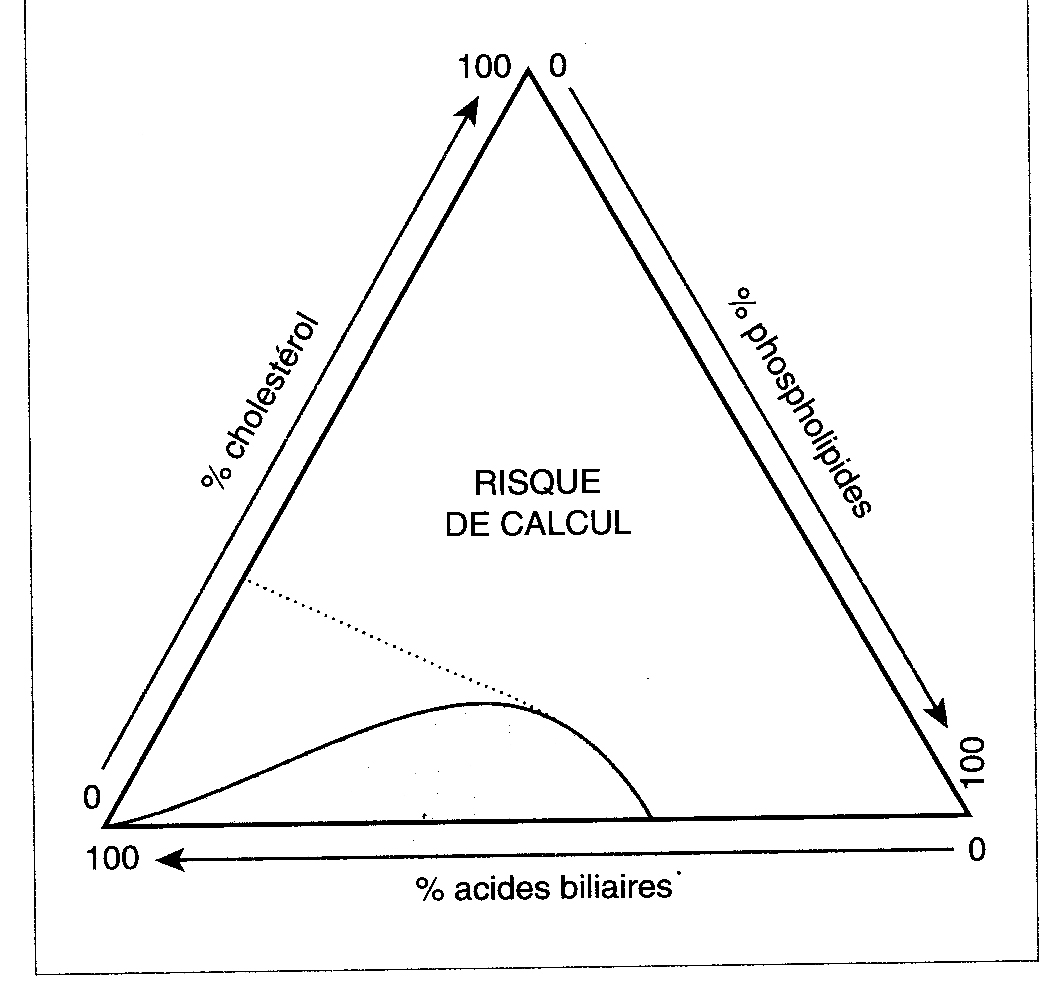 100 0
% cholestérol
% phospholipides
RISQUE
DE CALCUL
0
100
100
0
% acides biliaires